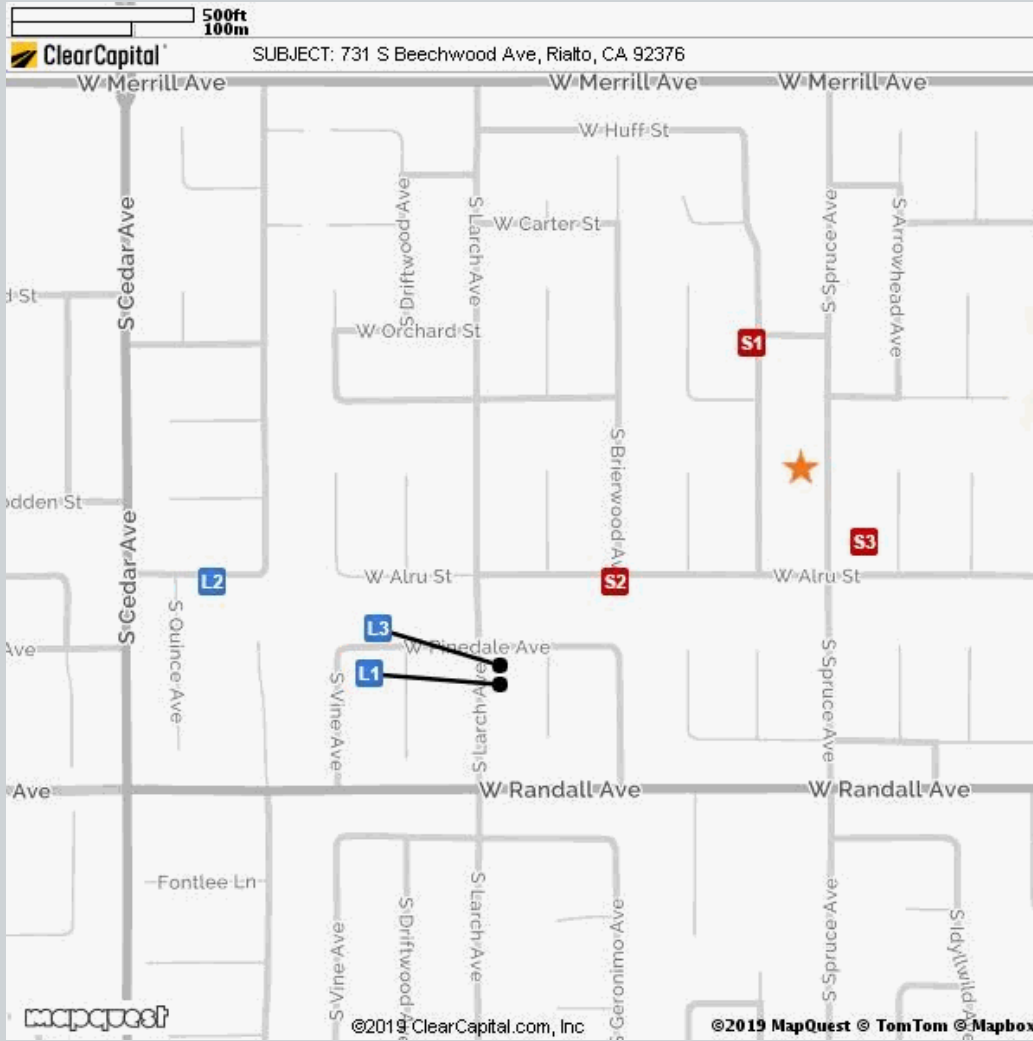 500ft
100m
ClearCapital
SUBJECT: 731 S Beechwood Ave, Rialto, CA 92376
W Merrill Ave
W Merrill Ave
W Merrill Ave
W Huff St
S Cedar Ave
S Driftwood Ave
S Larch Ave
W Carter St
S Spruce Ave
S Arrowhead Ave
d St
W Orchard St
S1
S Brierwood Av
odden St
S Cedar Ave
S3
L2
W Alru St
S2
W Alru St
S Quince Ave
L3
W Pinedale Ave
Ave
L1
S Vine Ave
S Larch Ave
S Spruce Ave
Ave
W Randall Ave
W Randall Ave
Fontlee Ln
S Vine Ave
S Driftwood A
S Larch Ave
S Geronimo Ave
S Spruce Ave
S Idyllwild Ave
mapquest
©2019 ClearCapital.com, Inc
©2019 MapQuest © TomTom © Mapbox